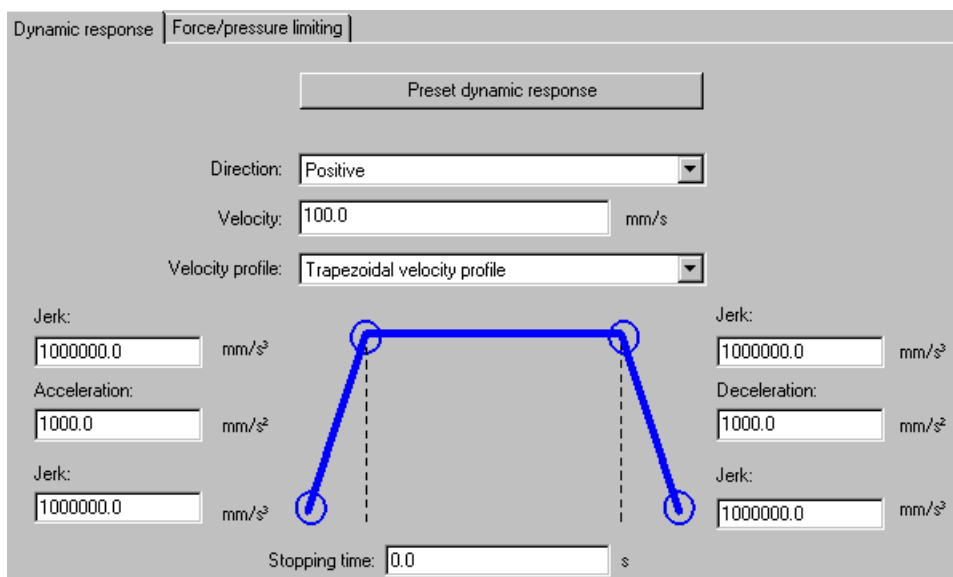 Dynamic response Force/pressure limiting
Preset dynamic response
Direction: Positive
Velocity: 100.0 mm/s
Velocity profile: Trapezoidal velocity profile
Jerk: Jerk:
1000000.0 mm/s³ 1000000.0 mm/s³
Acceleration: Deceleration:
1000.0 mm/s² 1000.0 mm/s²
Jerk: Jerk:
1000000.0 mm/s³ 1000000.0 mm/s³
Stopping time: 0.0 s